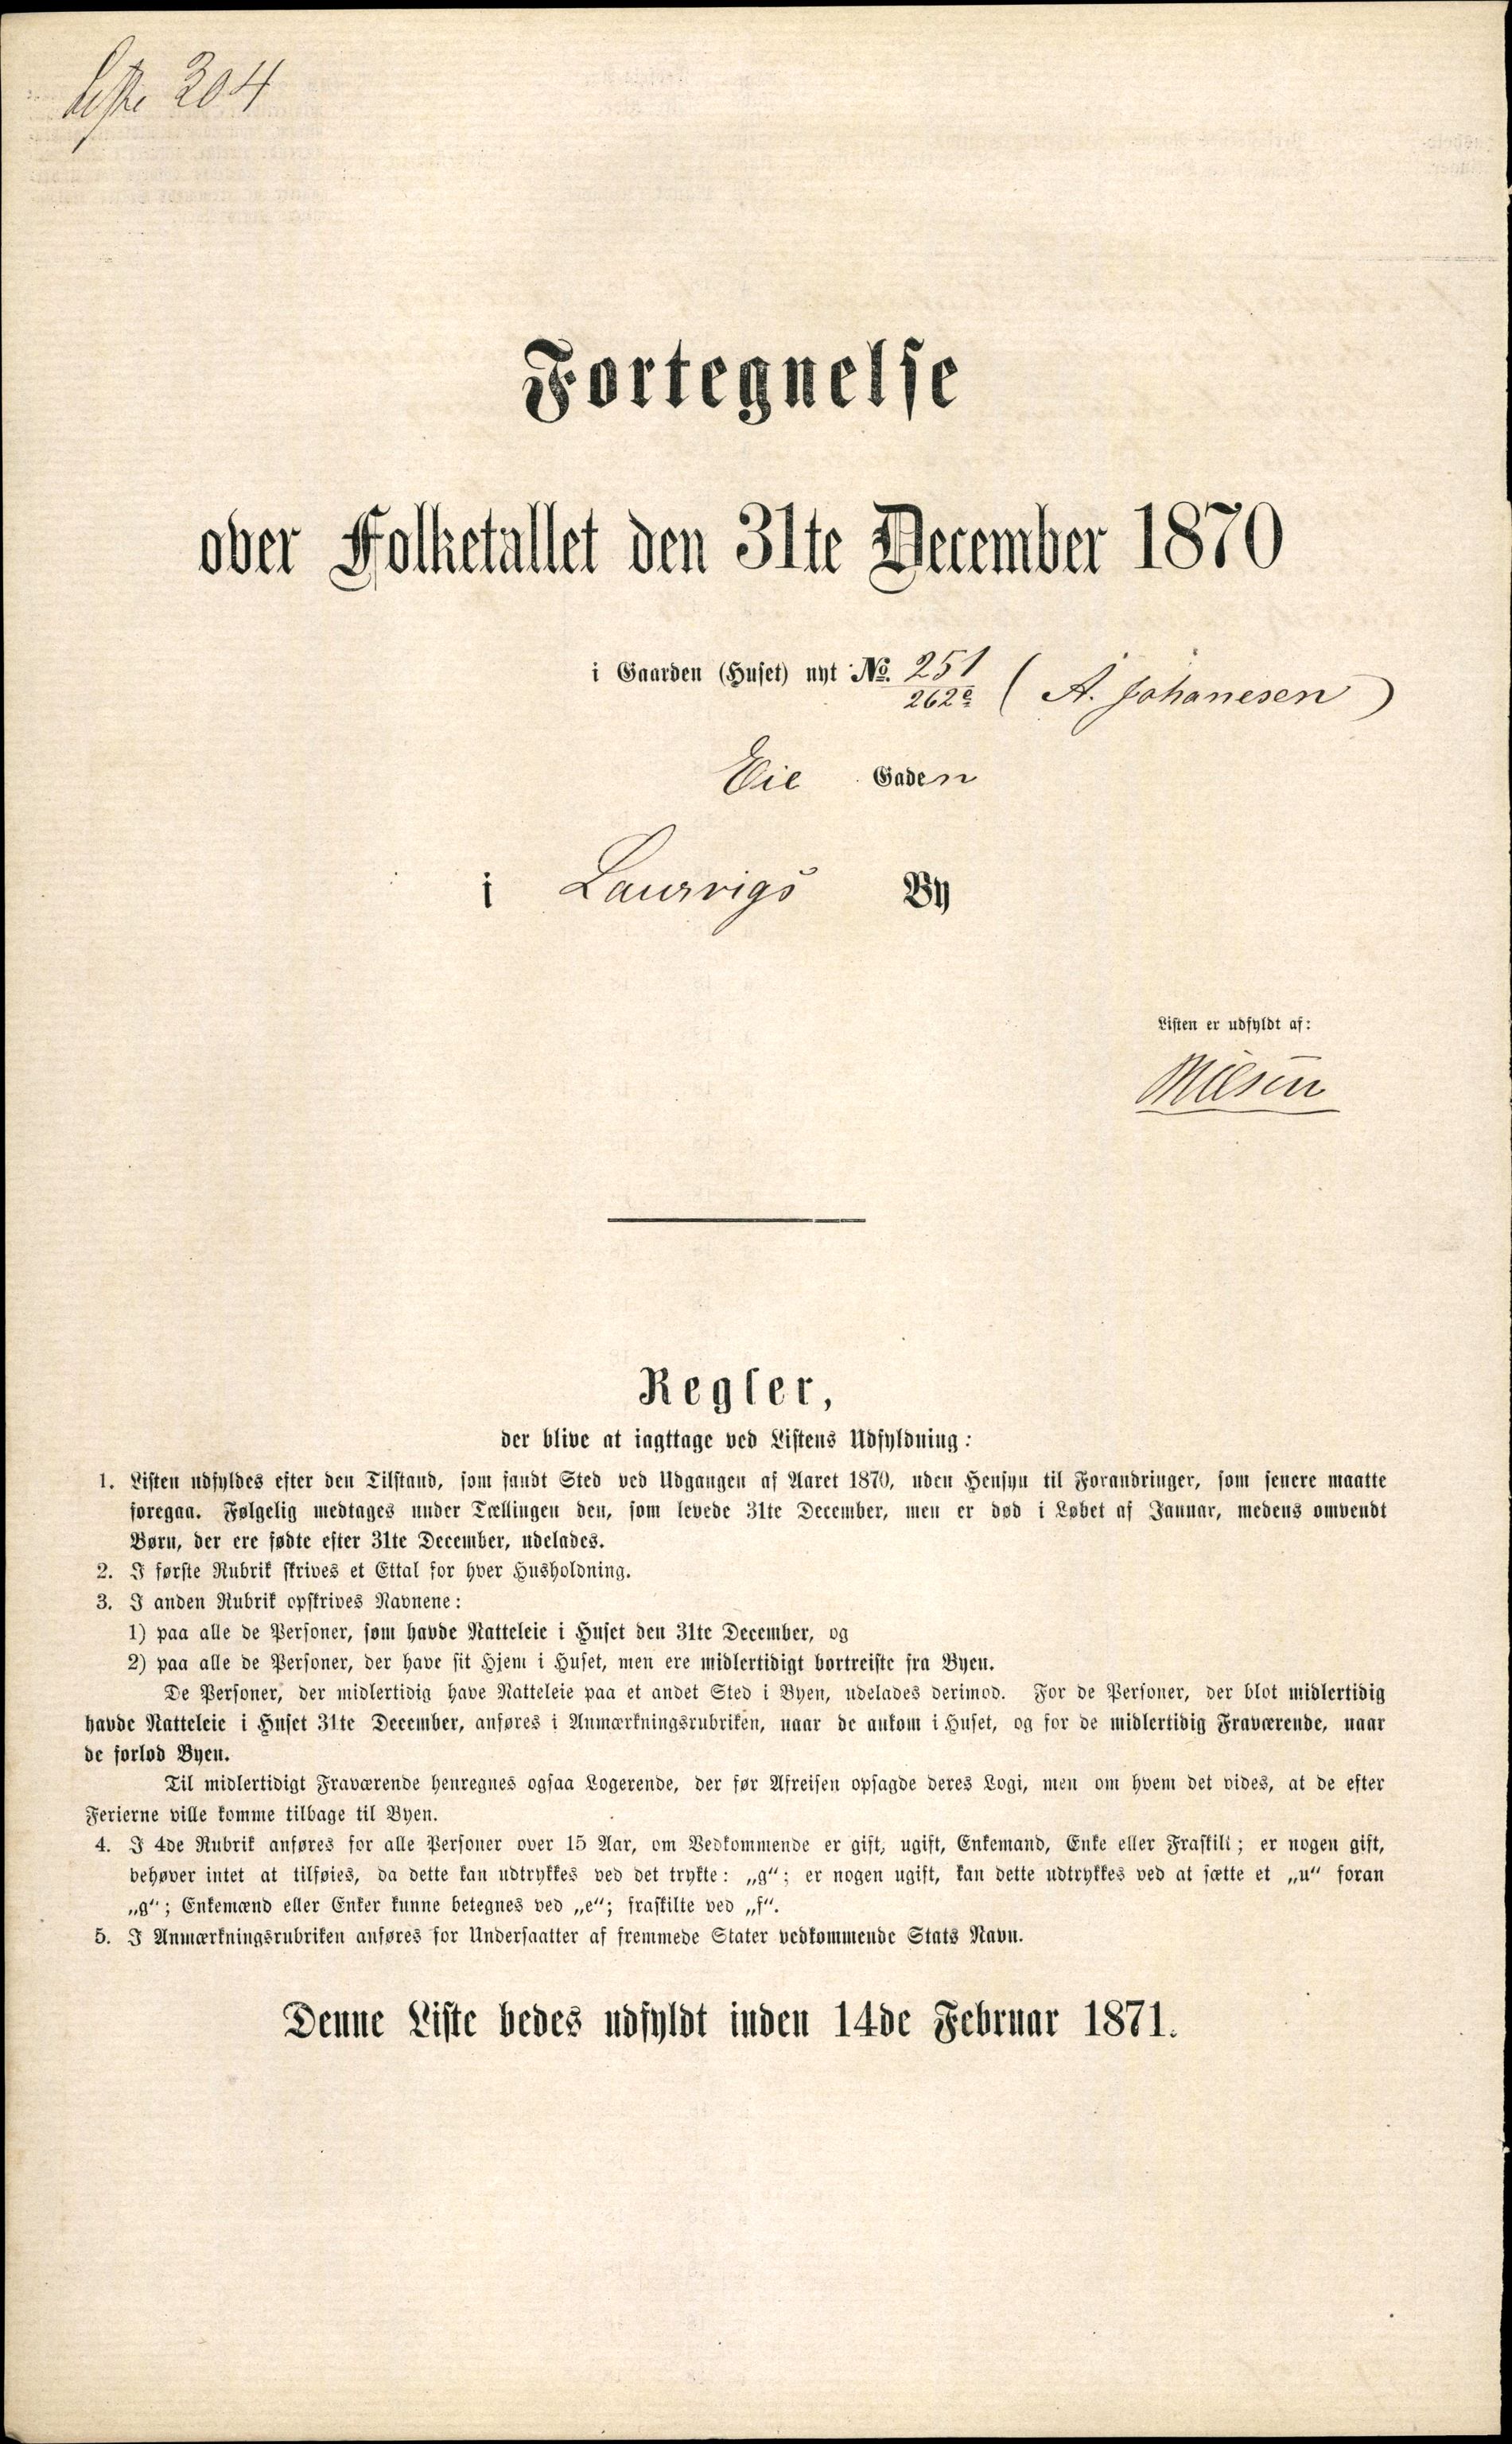 Liste 204
Fortegnelse
over Folketallet den 31te December 1870
i Gaarden (Huset) nyt No. 251
262e ( A. Johanesen )
Eie Gaden
i Laurvigs By
Listen er udfyldt af:
Nilsen
Regler,
der blive at iagttage ved Listens Udfyldning:
1. Listen udfyldes efter den Tilstand, som fandt Sted ved Udgangen af Aaret 1870, uden Hensyn til Forandringer, som senere maatte
foregaa. Følgelig medtages under Tællingen den, som levede 31te December, men er død i Løbet af Januar, medens omvendt
Børn, der ere fødte efter 31te December, udelades.
2. I første Rubrik skrives et Ettal for hver Husholdning.
3. I anden Rubrik opskrives Navnene:
1) paa alle de Personer, som havde Natteleie i Huset den 31te December, og
2) paa alle de Personer, der have sit Hjem i Huset, men ere midlertidigt bortreiste fra Byen.
De Personer, der midlertidig have Natteleie paa et andet Sted i Byen, udelades derimod. For de Personer, der blot midlertidig
havde Natteleie i Huset 31te December, anføres i Anmærkningsrubriken, naar de ankom i Huset, og for de midlertidig Fraværende, naar
de forlod Byen.
Til midlertidigt Fraværende henregnes ogsaa Logerende, der før Afreisen opsagde deres Logi, men om hvem det vides, at de efter
Ferierne ville komme tilbage til Byen.
4. I 4de Rubrik anføres for alle Personer over 15 Aar, om Vedkommende er gift, ugift, Enkemand, Enke eller Fraskilt; er nogen gift,
behøver intet at tilføies, da dette kan udtrykkes ved det trykte: „g“; er nogen ugift, kan dette udtrykkes ved at sætte et „u“ foran
„g“; Enkemænd eller Enker kunne betegnes ved „e“; fraskilte ved „f“.
5. I Anmærkningsrubriken anføres for Undersaatter af fremmede Stater vedkommende Stats Navn.
Denne Liste bedes udfyldt inden 14de Februar 1871.